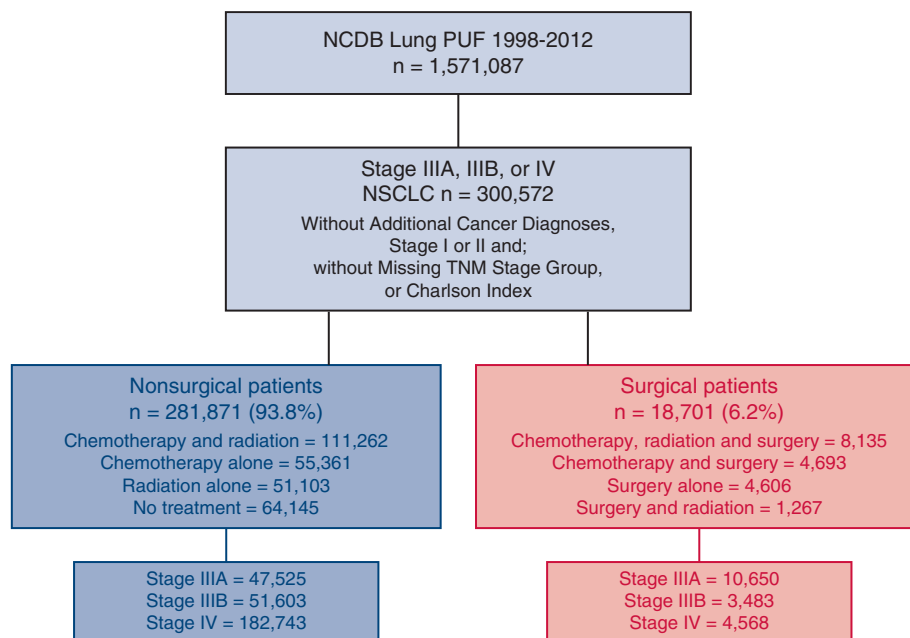 NCDB Lung PUF 1998-2012
n = 1,571,087
Stage IIIA, IIIB, or IV
NSCLC n = 300,572
Without Additional Cancer Diagnoses,
Stage I or II and;
without Missing TNM Stage Group,
or Charlson Index
Nonsurgical patients
n = 281,871 (93.8%)
Chemotherapy and radiation = 111,262
Chemotherapy alone = 55,361
Radiation alone = 51,103
No treatment = 64,145
Surgical patients
n = 18,701 (6.2%)
Chemotherapy, radiation and surgery = 8,135
Chemotherapy and surgery = 4,693
Surgery alone = 4,606
Surgery and radiation = 1,267
Stage IIIA = 47,525
Stage IIIB = 51,603
Stage IV = 182,743
Stage IIIA = 10,650
Stage IIIB = 3,483
Stage IV = 4,568